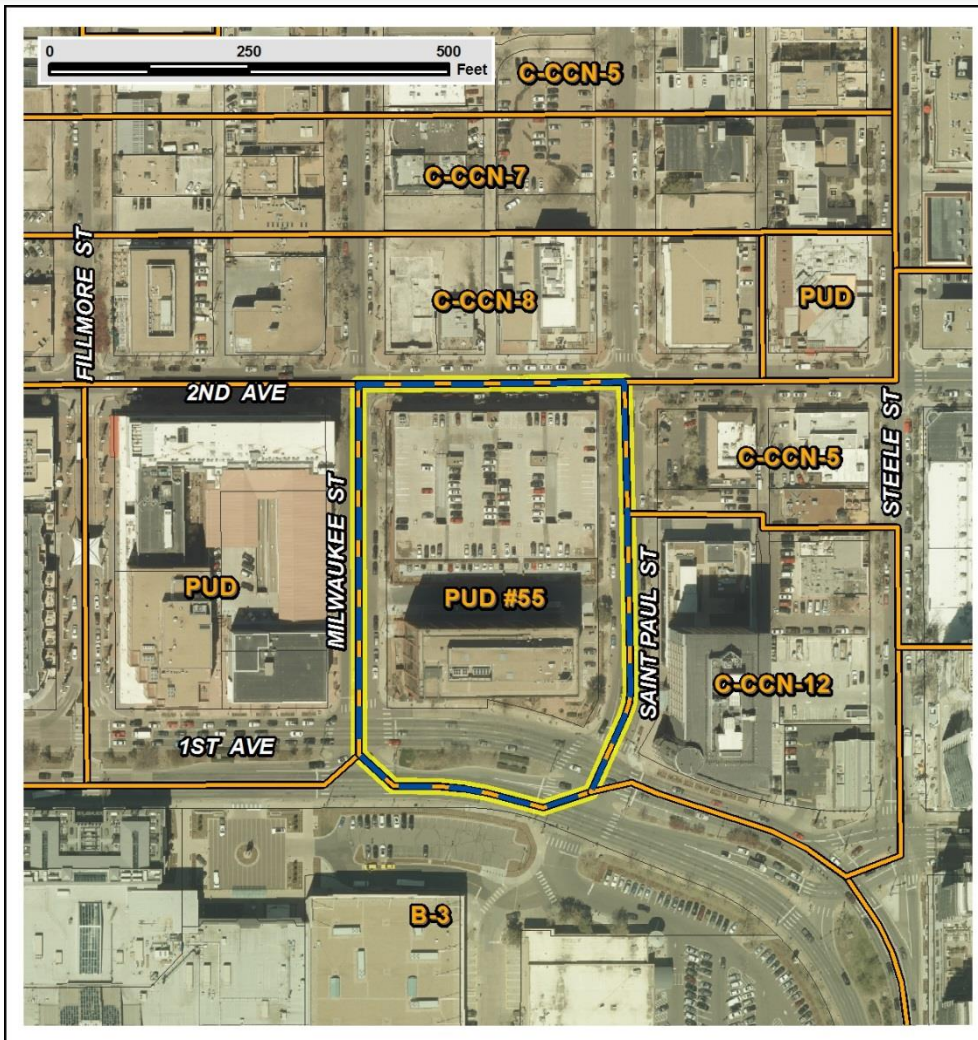 0 250 500
Feet
C-CCN-5
C-CCN-7
C-CCN-8
PUD
FILLMORE ST
2ND AVE
MILWAUKEE ST
C-CCN-5
STEELE ST
PUD
PUD #55
SAINT PAUL ST
C-CCN-12
1ST AVE
B-3